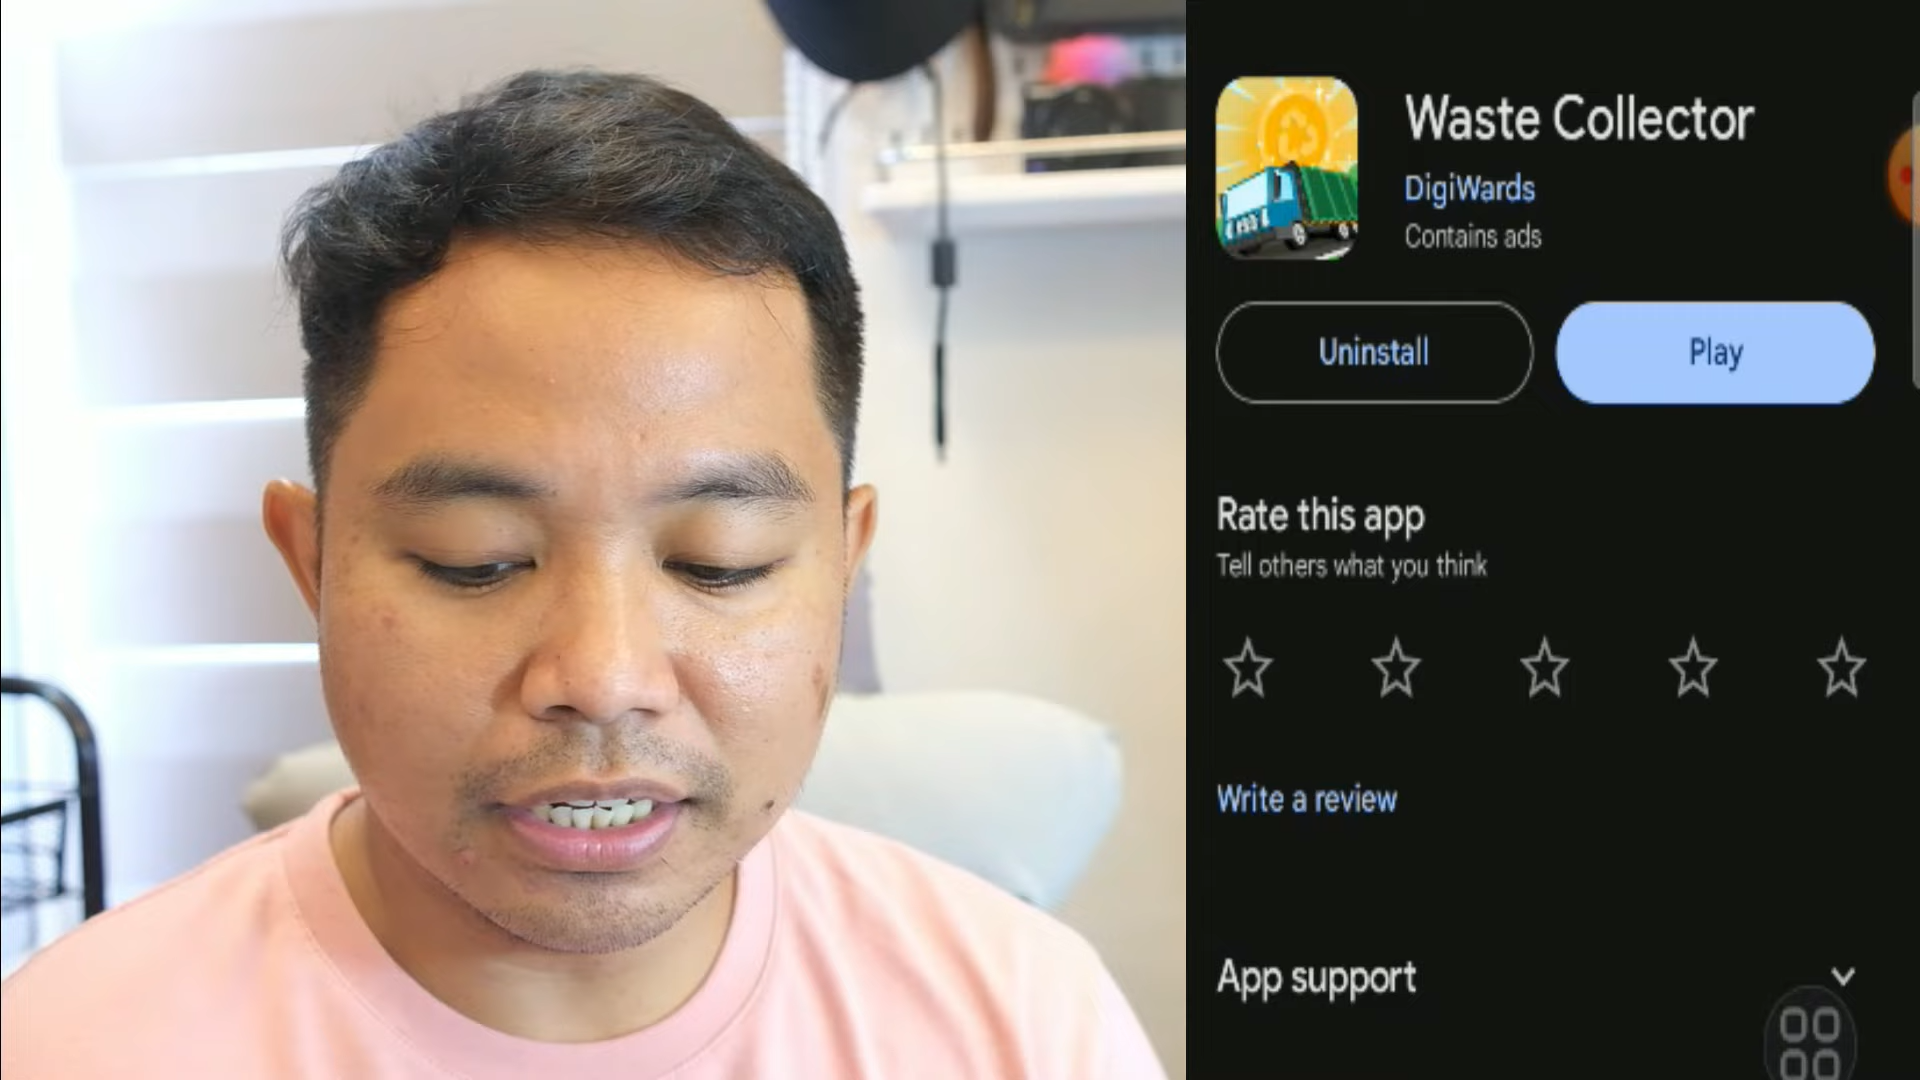 Waste Collector
DigiWards
Contains ads
Uninstall
Play
Rate this app
Tell others what you think
Write a review
App support